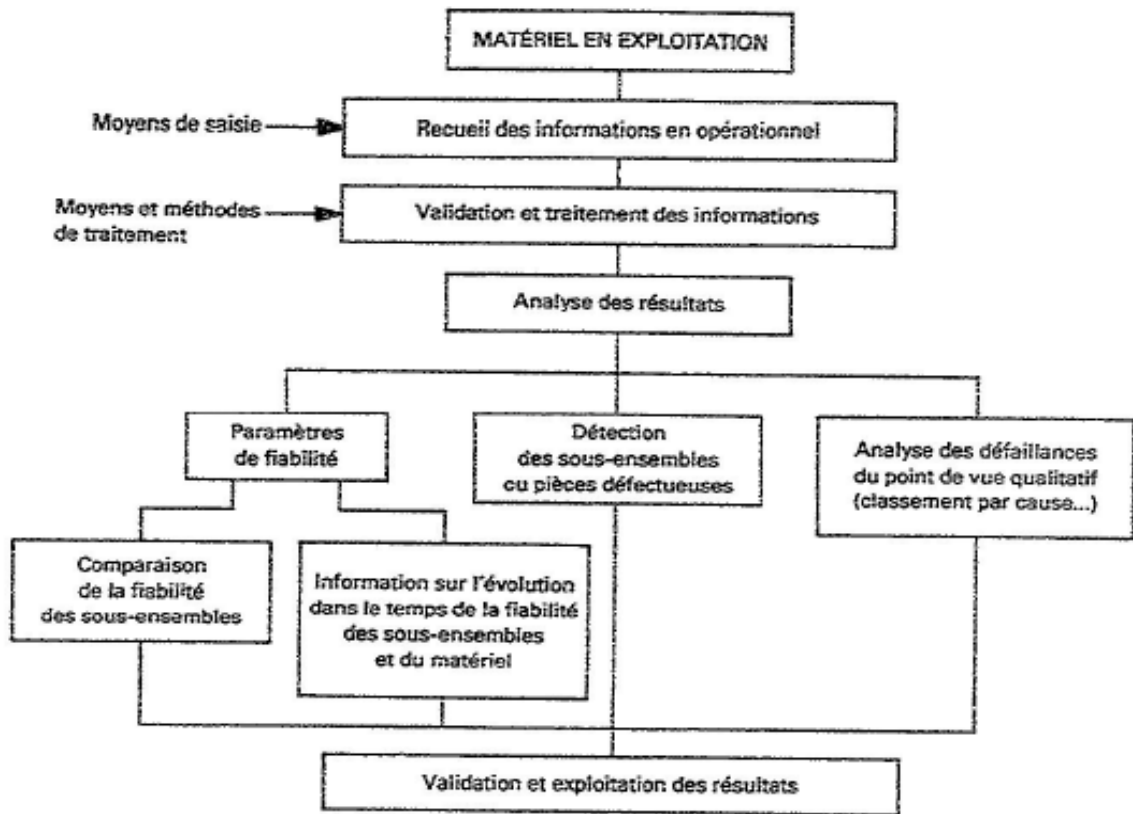 MATÉRIEL EN EXPLOITATION
Moyens de saisie
Recueil des informations en opérationnel
Moyens et méthodes
de traitement
Validation et traitement des informations
Analyse des résultats
Paramètres
de fiabilité
Détection
des sous-ensembles
ou pièces défectueuses
Analyse des défaillances
du point de vue qualitatif
(classement par cause...)
Comparaison
de la fiabilité
des sous-ensembles
Information sur l'évolution
dans le temps de la fiabilité
des sous-ensembles
et du matériel
Validation et exploitation des résultats